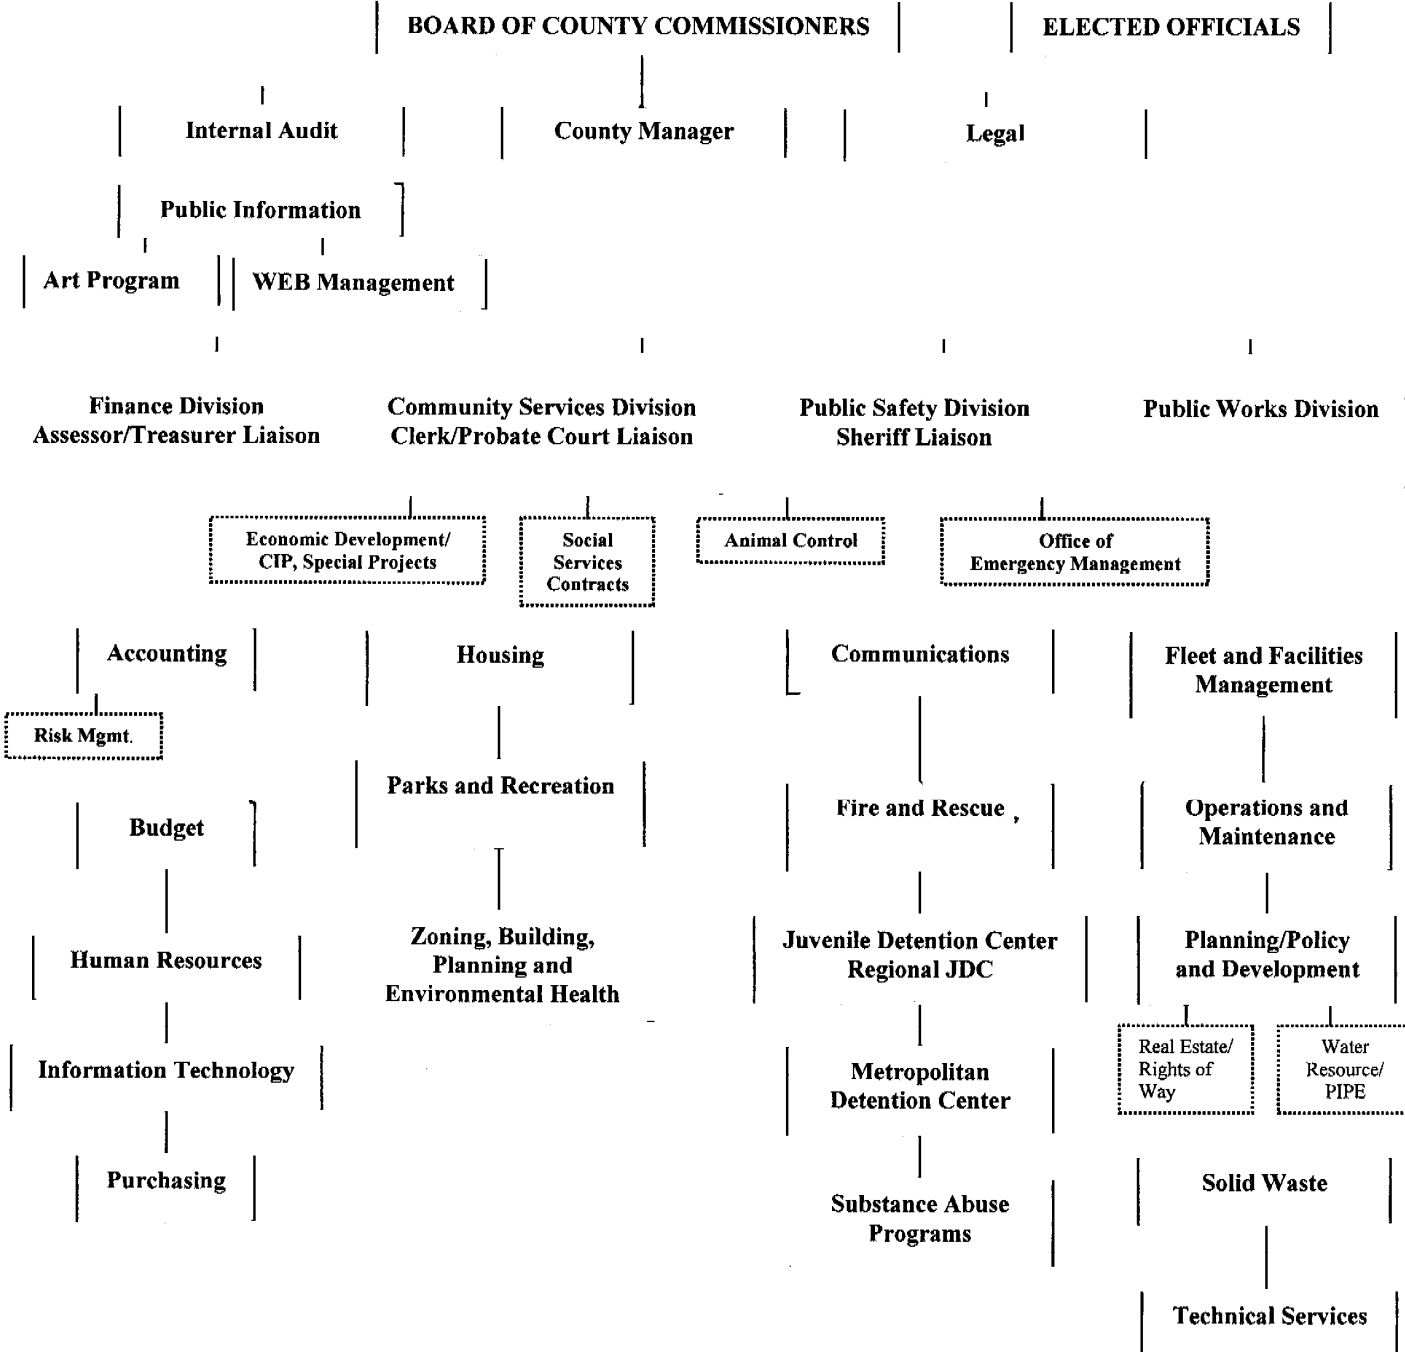 BOARD OF COUNTY COMMISSIONERS
ELECTED OFFICIALS
Internal Audit
County Manager
Legal
Public Information
Art Program
WEB Management
Finance Division
Assessor/Treasurer Liaison
Community Services Division
Clerk/Probate Court Liaison
Public Safety Division
Sheriff Liaison
Public Works Division
Economic Development/
CIP, Special Projects
Social
Services
Contracts
Animal Control
Office of
Emergency Management
Accounting
Risk Mgmt.
Budget
Human Resources
Information Technology
Purchasing
Housing
Parks and Recreation
Zoning, Building,
Planning and
Environmental Health
Communications
Fire and Rescue
Juvenile Detention Center
Regional JDC
Metropolitan
Detention Center
Substance Abuse
Programs
Fleet and Facilities
Management
Operations and
Maintenance
Planning/Policy
and Development
Real Estate/
Rights of
Way
Water
Resource/
PIPE
Solid Waste
Technical Services